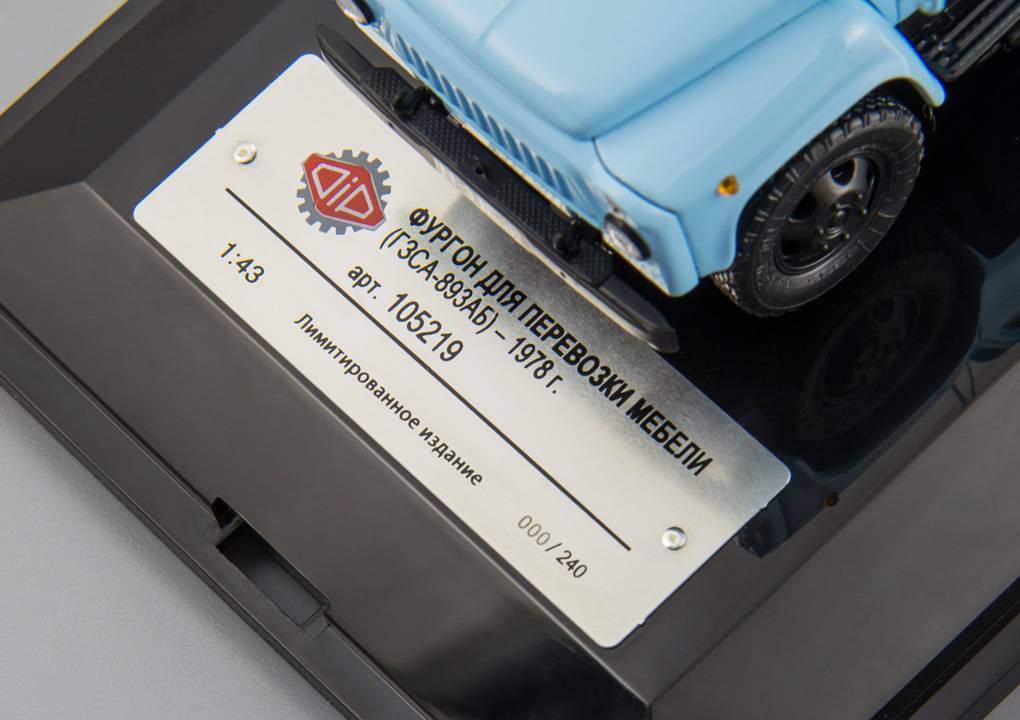 DiP
ФУРГОН ДЛЯ ПЕРЕВОЗКИ МЕБЕЛИ
(ГЗСА-893АБ) – 1978 г.
арт. 105219
1:43
Лимитированное издание
000 / 240